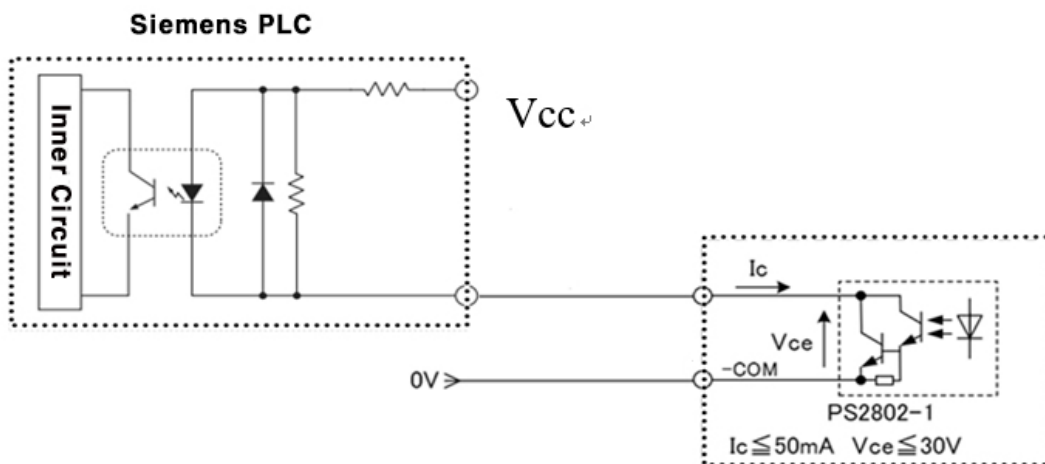 Siemens PLC
Inner Circuit
Vcc
Ic
Vce
0V
-COM
PS2802-1
Ic≦50mA Vce≦30V